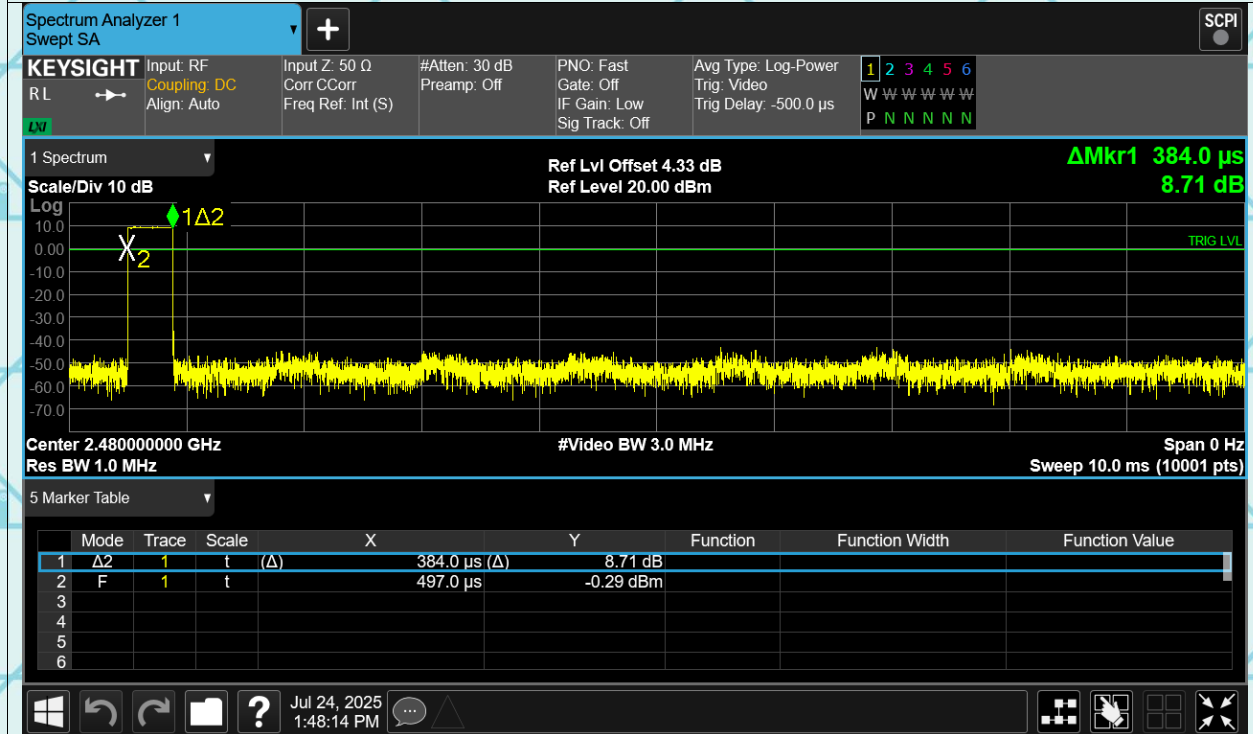 Spectrum Analyzer 1
Swept SA
+
SCPI
KEYSIGHT
R L
LXI
Input: RF
Coupling: DC
Align: Auto
Input Z: 50 Ω
Corr CCorr
Freq Ref: Int (S)
#Atten: 30 dB
Preamp: Off
PNO: Fast
Gate: Off
IF Gain: Low
Sig Track: Off
Avg Type: Log-Power
Trig: Video
Trig Delay: -500.0 µs
1 2 3 4 5 6
W W W W W W
P N N N N N
1 Spectrum
Scale/Div 10 dB
Ref Lvl Offset 4.33 dB
Ref Level 20.00 dBm
ΔMkr1 384.0 µs
8.71 dB
Log
10.0
0.00
-10.0
-20.0
-30.0
-40.0
-50.0
-60.0
-70.0
1Δ2
2
TRIG LVL
Center 2.480000000 GHz
#Video BW 3.0 MHz
Span 0 Hz
Res BW 1.0 MHz
Sweep 10.0 ms (10001 pts)
5 Marker Table
Mode Trace Scale X Y Function Function Width Function Value
1 Δ2 1 t (Δ) 384.0 µs (Δ) 8.71 dB
2 F 1 t 497.0 µs -0.29 dBm
3
4
5
6
?
Jul 24, 2025
1:48:14 PM